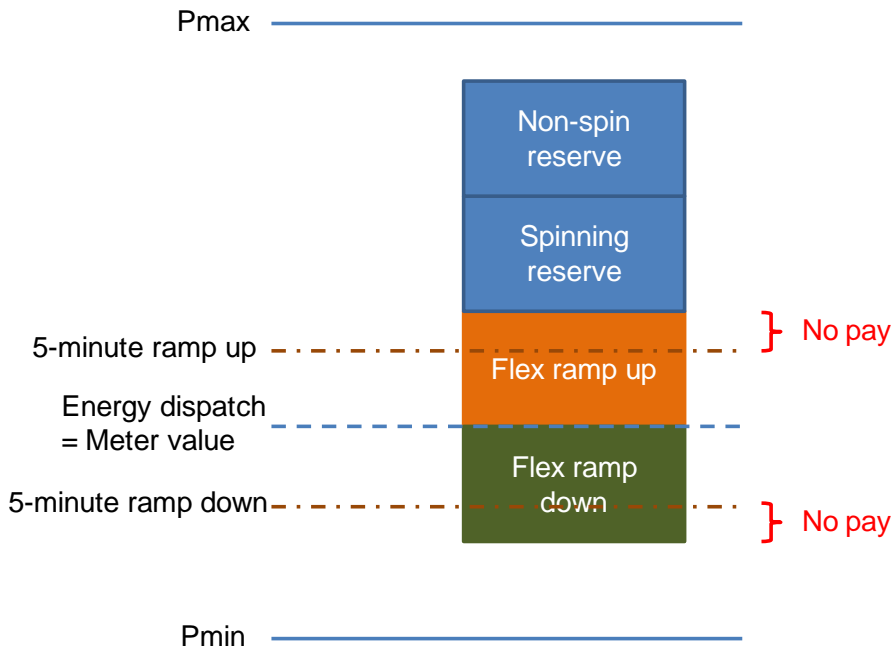 Pmax
Non-spin
reserve
Spinning
reserve
No pay
5-minute ramp up
Flex ramp up
Energy dispatch
= Meter value
Flex ramp
down
5-minute ramp down
No pay
Pmin